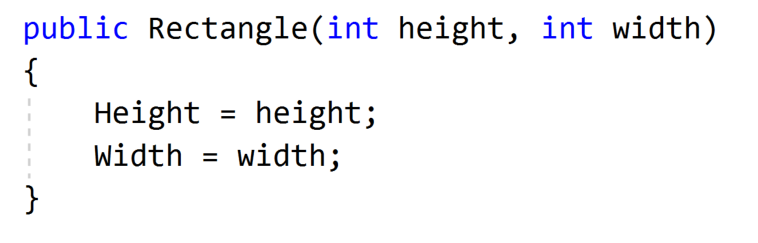 public Rectangle(int height, int width)
{
    Height = height;
    Width = width;
}